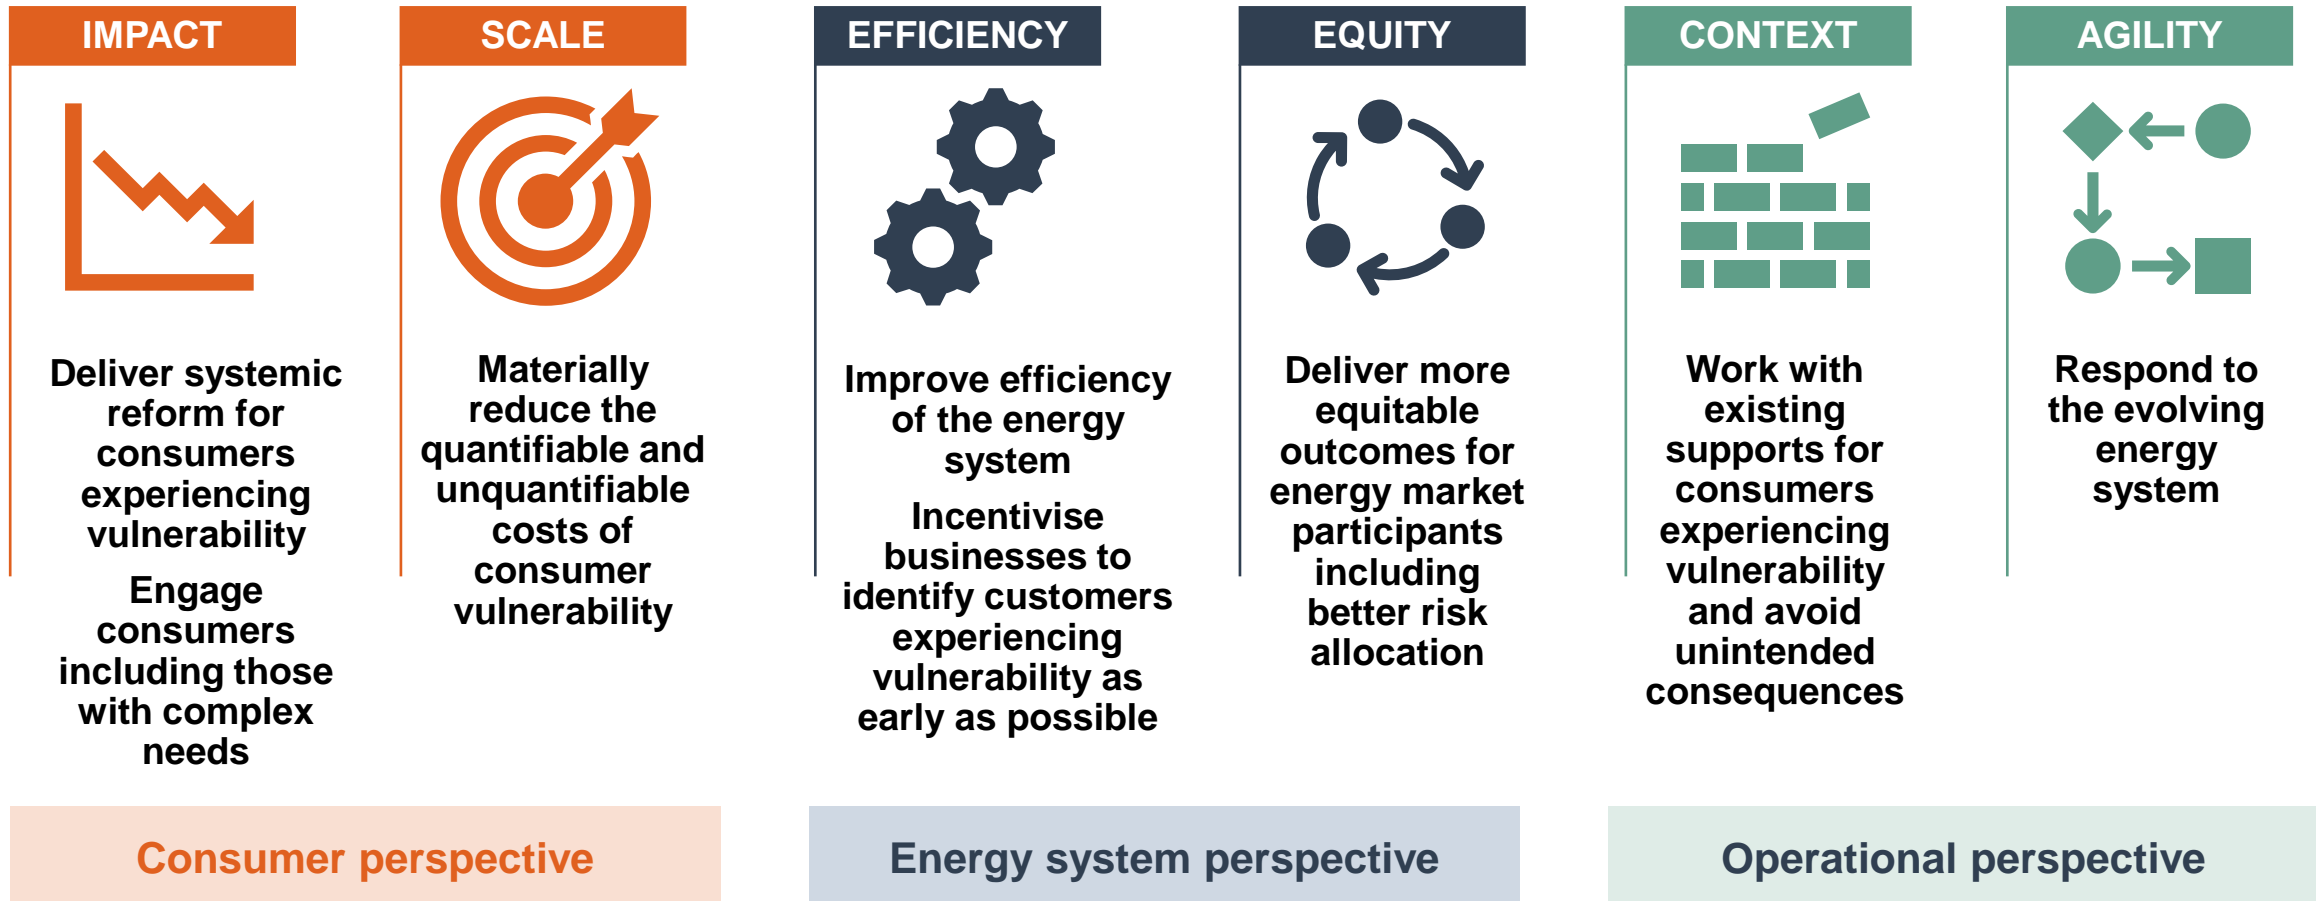 IMPACT
Deliver systemic
reform for
consumers
experiencing
vulnerability
Engage
consumers
including those
with complex
needs
SCALE
Materially
reduce the
quantifiable and
unquantifiable
costs of
consumer
vulnerability
Consumer perspective
EFFICIENCY
Improve efficiency
of the energy
system
Incentivise
businesses to
identify customers
experiencing
vulnerability as
early as possible
EQUITY
Deliver more
equitable
outcomes for
energy market
participants
including
better risk
allocation
Energy system perspective
CONTEXT
Work with
existing
supports for
consumers
experiencing
vulnerability
and avoid
unintended
consequences
AGILITY
Respond to
the evolving
energy
system
Operational perspective